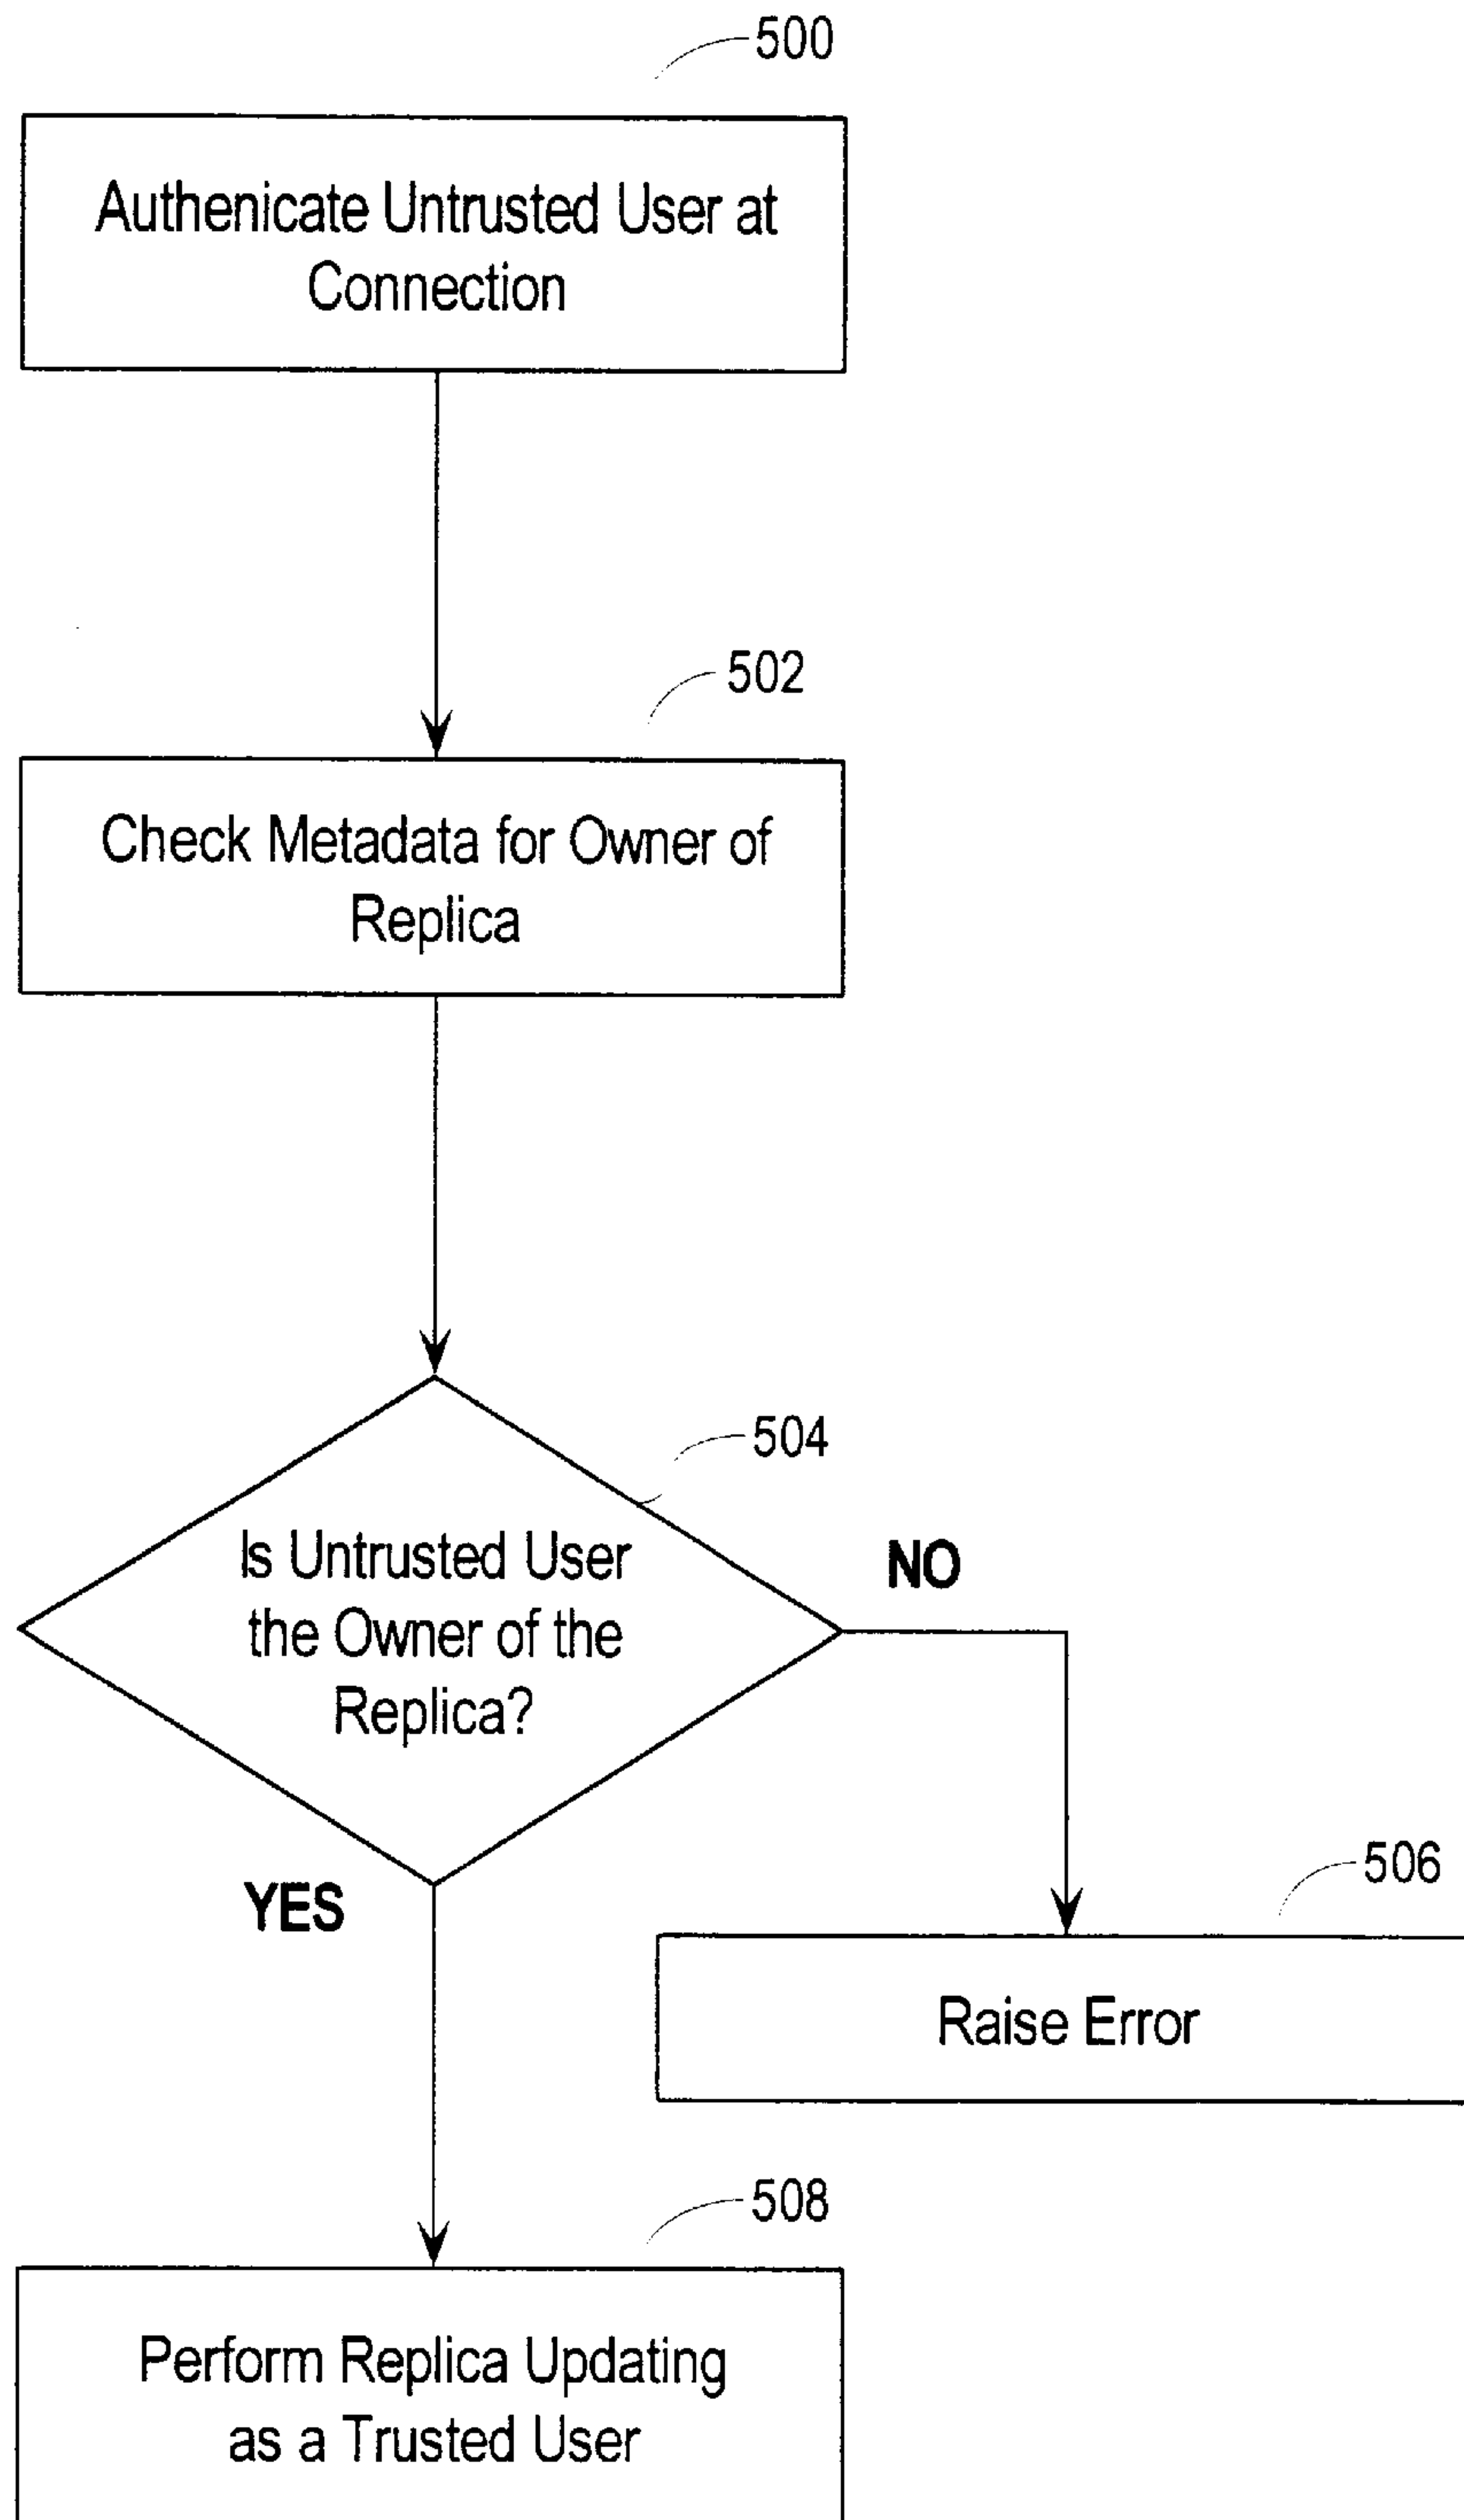 500
Authenicate Untrusted User at
Connection
502
Check Metadata for Owner of
Replica
504
Is Untrusted User
the Owner of the
Replica?
NO
YES
506
Raise Error
508
Perform Replica Updating
as a Trusted User